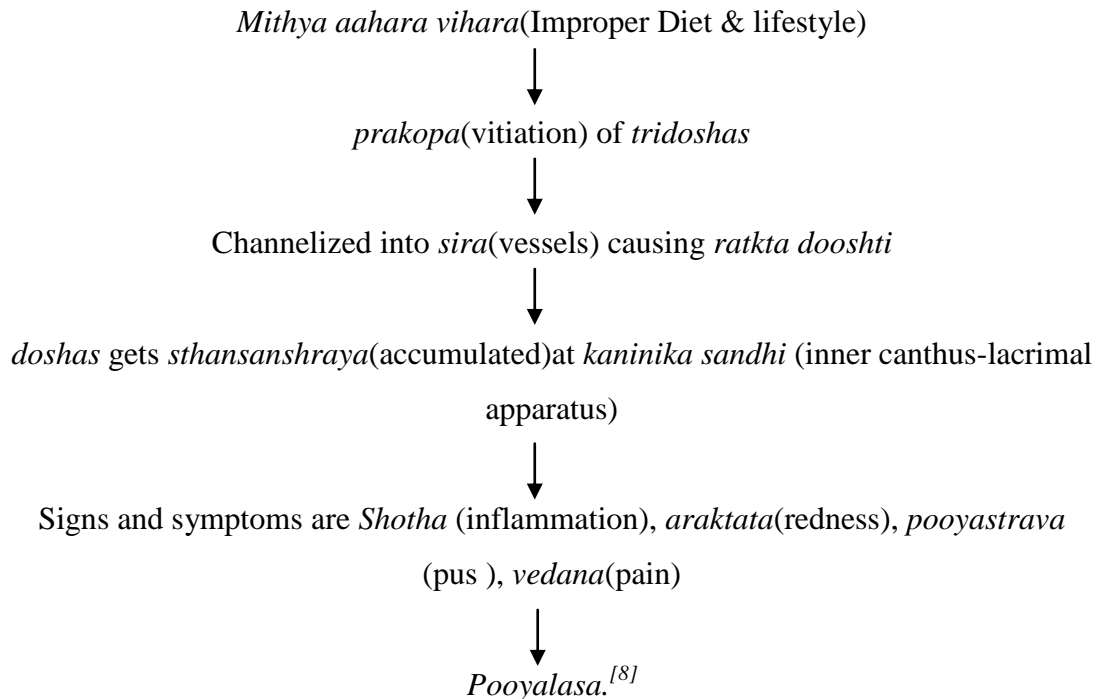 Mithya aahara vihara(Improper Diet & lifestyle)
prakopa(vitiation) of tridoshas
Channelized into sira(vessels) causing ratkta dooshti
doshas gets sthansanshraya(accumulated)at kaninika sandhi (inner canthus-lacrimal
apparatus)
Signs and symptoms are Shotha (inflammation), araktata(redness), pooyastrava
(pus ), vedana(pain)
Pooyalasa.[8]